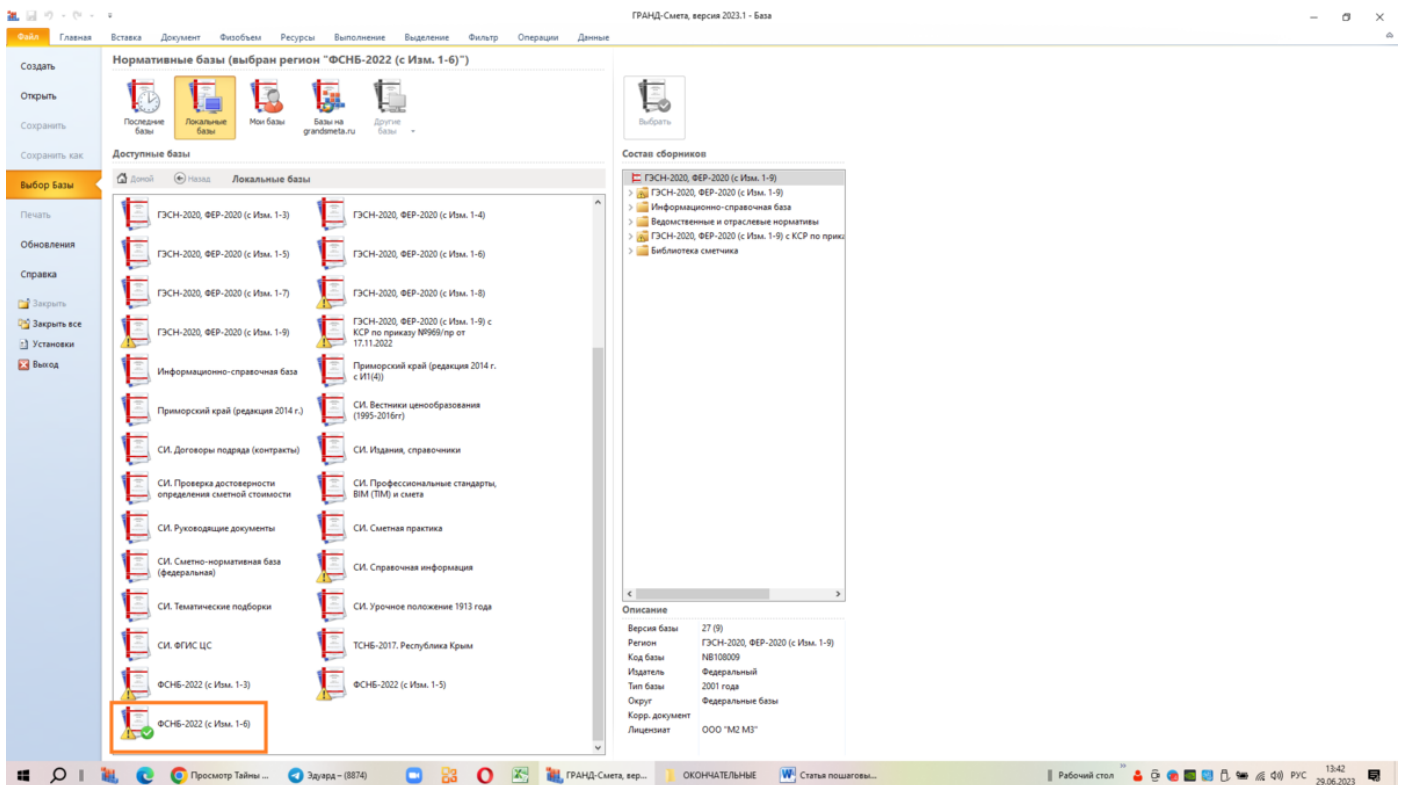 ГРАНД-Смета, версия 2023.1 - База
Файл Главная Вставка Документ Физобъем Ресурсы Выполнение Выделение Фильтр Операции Данные
Создать
Открыть
Сохранить
Сохранить как
Выбор Базы
Печать
Обновления
Справка
Закрыть
Закрыть все
Установки
Выход
Нормативные базы (выбран регион "ФСНБ-2022 (с Изм. 1-6)")
Последние базы
Локальные базы
Мои базы
Базы на grandsmeta.ru
Другие базы
Доступные базы
Домой Назад Локальные базы
ГЭСН-2020, ФЕР-2020 (с Изм. 1-3)
ГЭСН-2020, ФЕР-2020 (с Изм. 1-4)
ГЭСН-2020, ФЕР-2020 (с Изм. 1-5)
ГЭСН-2020, ФЕР-2020 (с Изм. 1-6)
ГЭСН-2020, ФЕР-2020 (с Изм. 1-7)
ГЭСН-2020, ФЕР-2020 (с Изм. 1-8)
ГЭСН-2020, ФЕР-2020 (с Изм. 1-9)
ГЭСН-2020, ФЕР-2020 (с Изм. 1-9) с
КСР по приказу №969/пр от
17.11.2022
Информационно-справочная база
Приморский край (редакция 2014 г.
с И1(4))
Приморский край (редакция 2014 г.)
СИ. Вестники ценообразования
(1995-2016гг)
СИ. Договоры подряда (контракты)
СИ. Издания, справочники
СИ. Проверка достоверности
определения сметной стоимости
СИ. Профессиональные стандарты,
BIM (TIM) и смета
СИ. Руководящие документы
СИ. Сметная практика
СИ. Сметно-нормативная база
(федеральная)
СИ. Справочная информация
СИ. Тематические подборки
СИ. Урочное положение 1913 года
СИ. ФГИС ЦС
ТСНБ-2017. Республика Крым
ФСНБ-2022 (с Изм. 1-3)
ФСНБ-2022 (с Изм. 1-5)
ФСНБ-2022 (с Изм. 1-6)
Выбрать
Состав сборников
ГЭСН-2020, ФЕР-2020 (с Изм. 1-9)
ГЭСН-2020, ФЕР-2020 (с Изм. 1-9)
Информационно-справочная база
Ведомственные и отраслевые нормативы
ГЭСН-2020, ФЕР-2020 (с Изм. 1-9) с КСР по прика
Библиотека сметчика
Описание
Версия базы 27 (9)
Регион ГЭСН-2020, ФЕР-2020 (с Изм. 1-9)
Код базы NB108009
Издатель Федеральный
Тип базы 2001 года
Округ Федеральные базы
Корр. документ
Лицензиат ООО "М2 М3"
Просмотр Тайны ... Эдуард – (8874) ГРАНД-Смета, вер... ОКОНЧАТЕЛЬНЫЕ Статья пошаговы... Рабочий стол РУС 13:42
29.06.2023